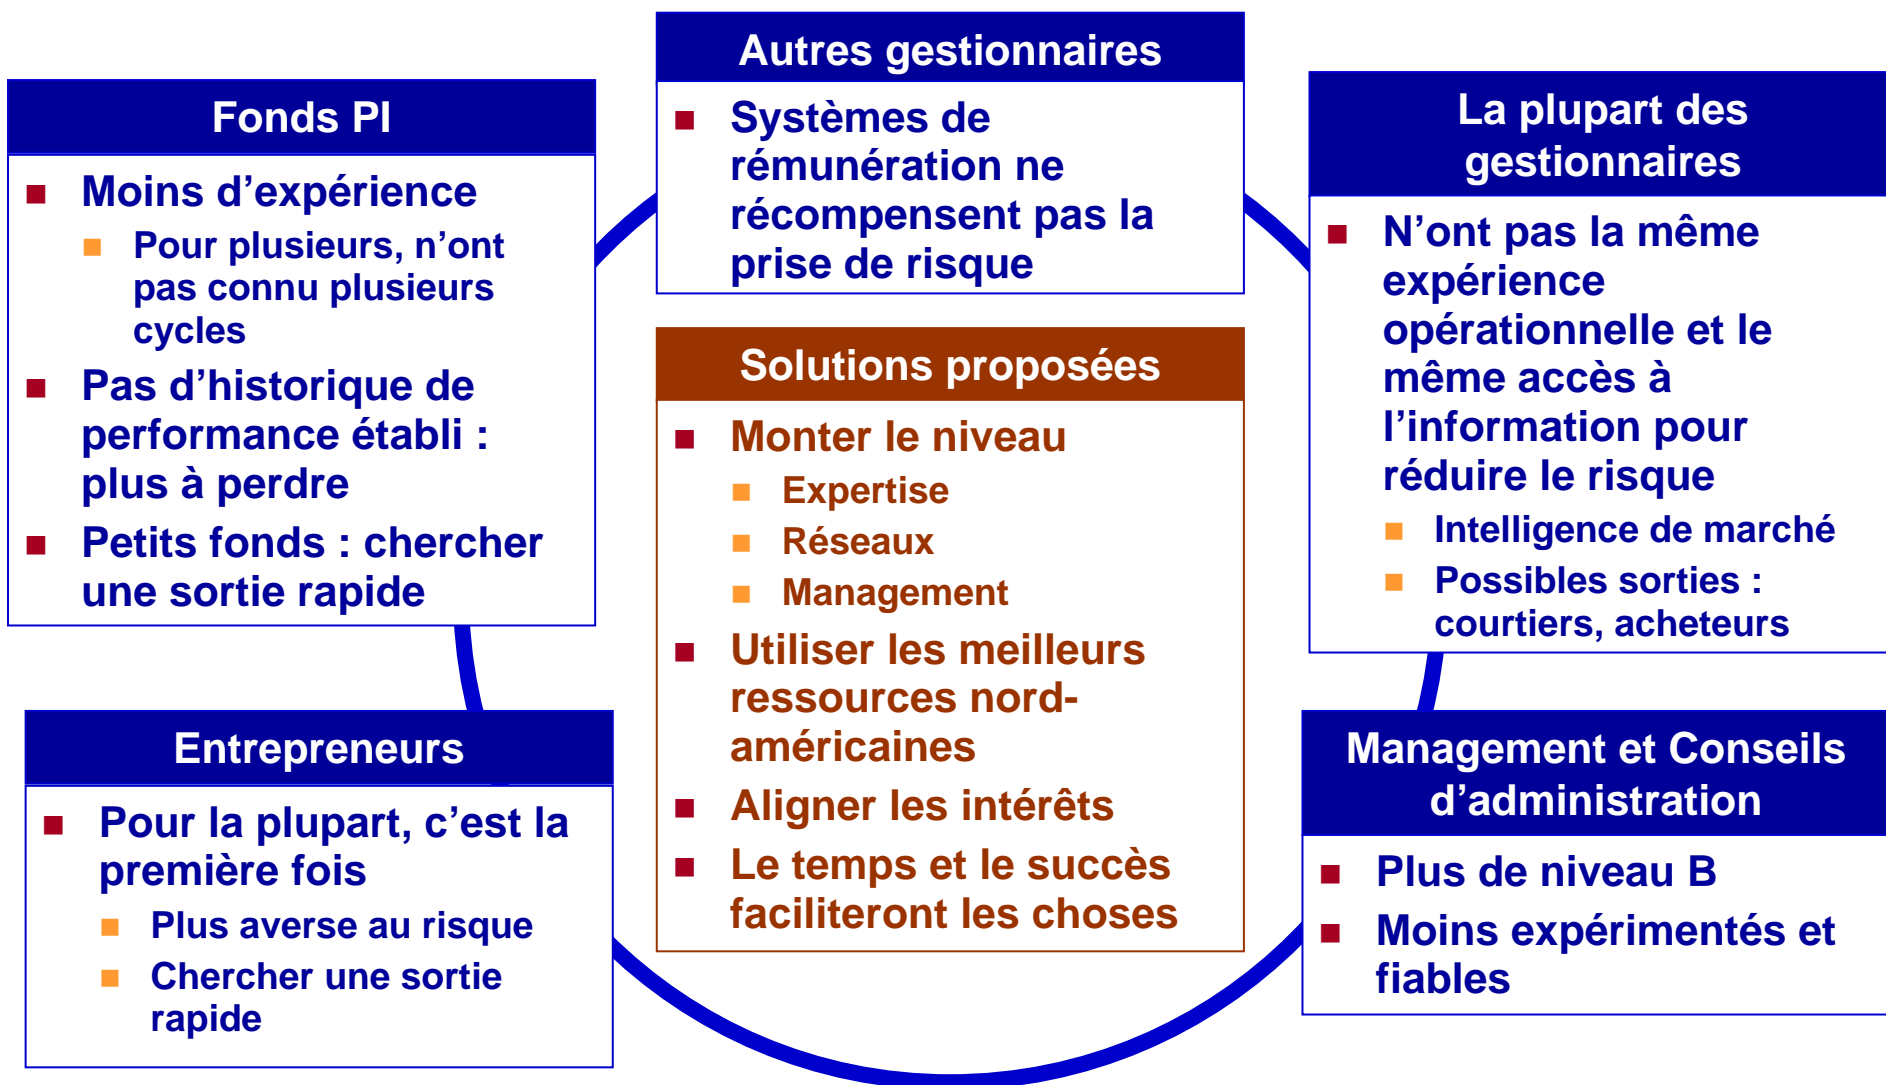 Autres gestionnaires
Systèmes de
rémunération ne
récompensent pas la
prise de risque
Fonds PI
Moins d’expérience
Pour plusieurs, n’ont
pas connu plusieurs
cycles
Pas d’historique de
performance établi :
plus à perdre
Petits fonds : chercher
une sortie rapide
La plupart des
gestionnaires
N’ont pas la même
expérience
opérationnelle et le
même accès à
l’information pour
réduire le risque
Intelligence de marché
Possibles sorties :
courtiers, acheteurs
Solutions proposées
Monter le niveau
Expertise
Réseaux
Management
Utiliser les meilleurs
ressources nord-
américaines
Aligner les intérêts
Le temps et le succès
faciliteront les choses
Entrepreneurs
Pour la plupart, c’est la
première fois
Plus averse au risque
Chercher une sortie
rapide
Management et Conseils
d’administration
Plus de niveau B
Moins expérimentés et
fiables